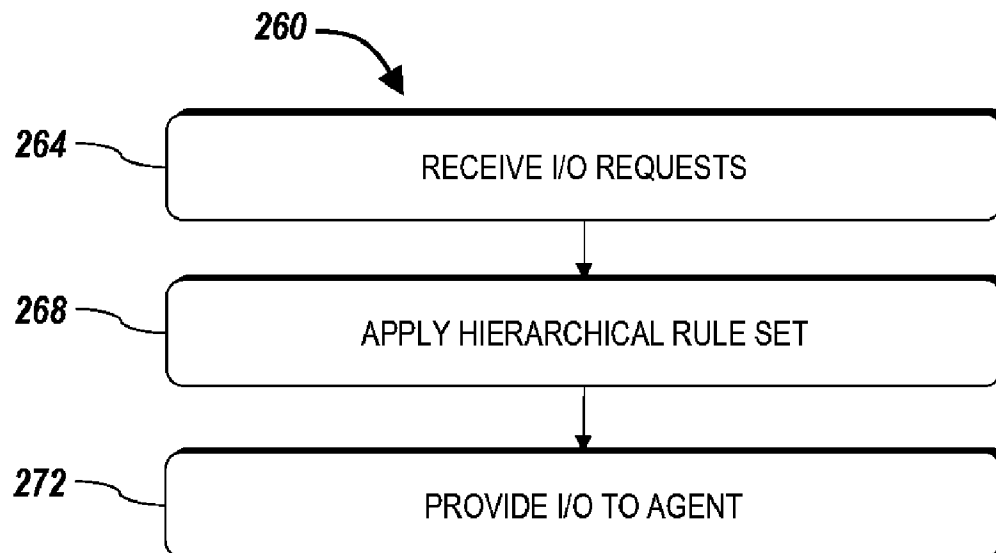 260
264
RECEIVE I/O REQUESTS
268
APPLY HIERARCHICAL RULE SET
272
PROVIDE I/O TO AGENT